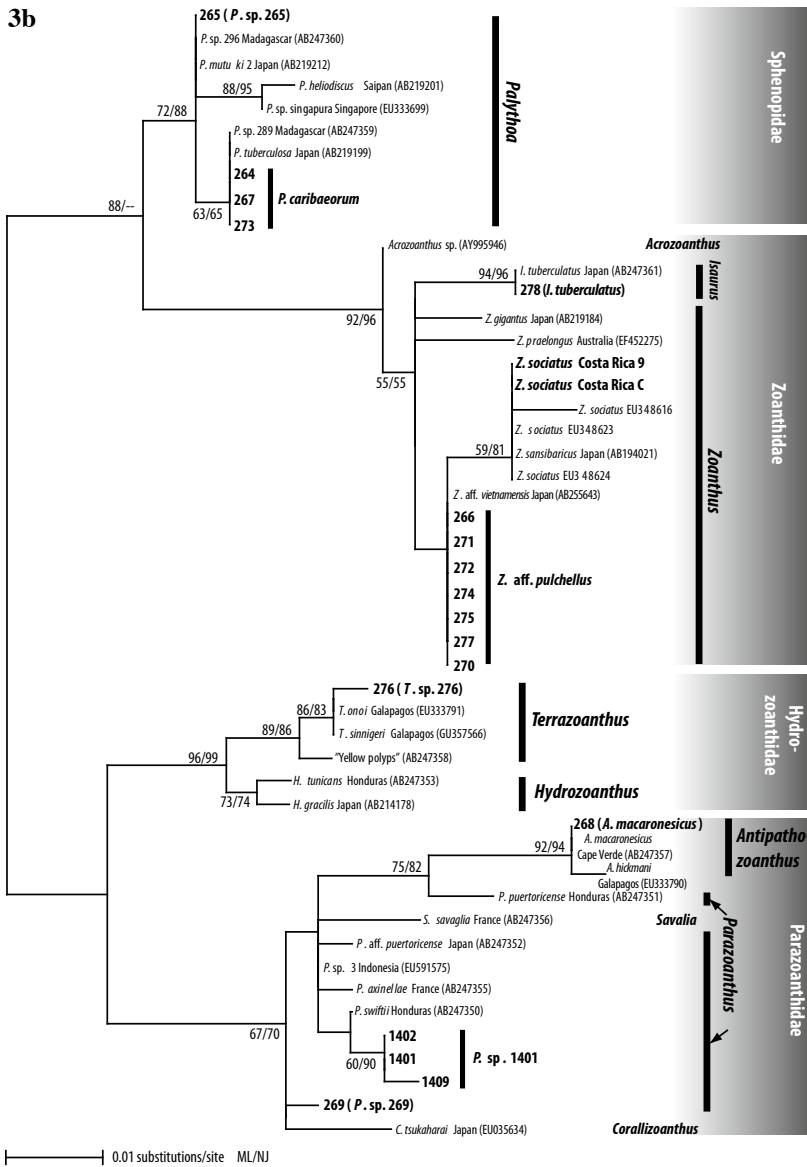 3b
265 (P. sp. 265)
P. sp. 296 Madagascar (AB247360)
P. mutuki 2 Japan (AB219212)
88/95
P. heliodiscus Saipan (AB219201)
P. sp. singapura Singapore (EU333699)
72/88
P. sp. 289 Madagascar (AB247359)
P. tuberculosa Japan (AB219199)
264
267
273
63/65
P. caribaeorum
Palythoa
Sphenopidae
88/--
Acrozoanthus sp. (AY995946)
Acrozoanthus
94/96
I. tuberculatus Japan (AB247361)
278 (I. tuberculatus)
Isaurus
92/96
Z. gigantus Japan (AB219184)
Z. praelongus Australia (EF452275)
55/55
Z. sociatus Costa Rica 9
Z. sociatus Costa Rica C
Z. sociatus EU348616
Z. sociatus EU348623
59/81
Z. sansibaricus Japan (AB194021)
Z. sociatus EU348624
Z. aff. vietnamensis Japan (AB255643)
266
271
272
274
275
277
270
Z. aff. pulchellus
Zoanthus
Zoanthidae
276 (T. sp. 276)
86/83
T. onoi Galapagos (EU333791)
T. sinnigeri Galapagos (GU357566)
89/86
"Yellow polyps" (AB247358)
Terrazoanthus
96/99
H. tunicans Honduras (AB247353)
73/74
H. gracilis Japan (AB214178)
Hydrozoanthus
Hydro-
zoanthidae
268 (A. macaronesicus)
92/94
A. macaronesicus
Cape Verde (AB247357)
A. hickmani
Galapagos (EU333790)
Antipatho-
zoanthus
75/82
P. puertoricense Honduras (AB247351)
S. savaglia France (AB247356)
Savalia
P. aff. puertoricense Japan (AB247352)
P. sp. 3 Indonesia (EU591575)
P. axinellae France (AB247355)
P. swiftii Honduras (AB247350)
67/70
1402
1401
60/90
1409
P. sp. 1401
Parazoanthus
Parazoanthidae
269 (P. sp. 269)
C. tsukaharai Japan (EU035634)
Corallizoanthus
0.01 substitutions/site ML/NJ